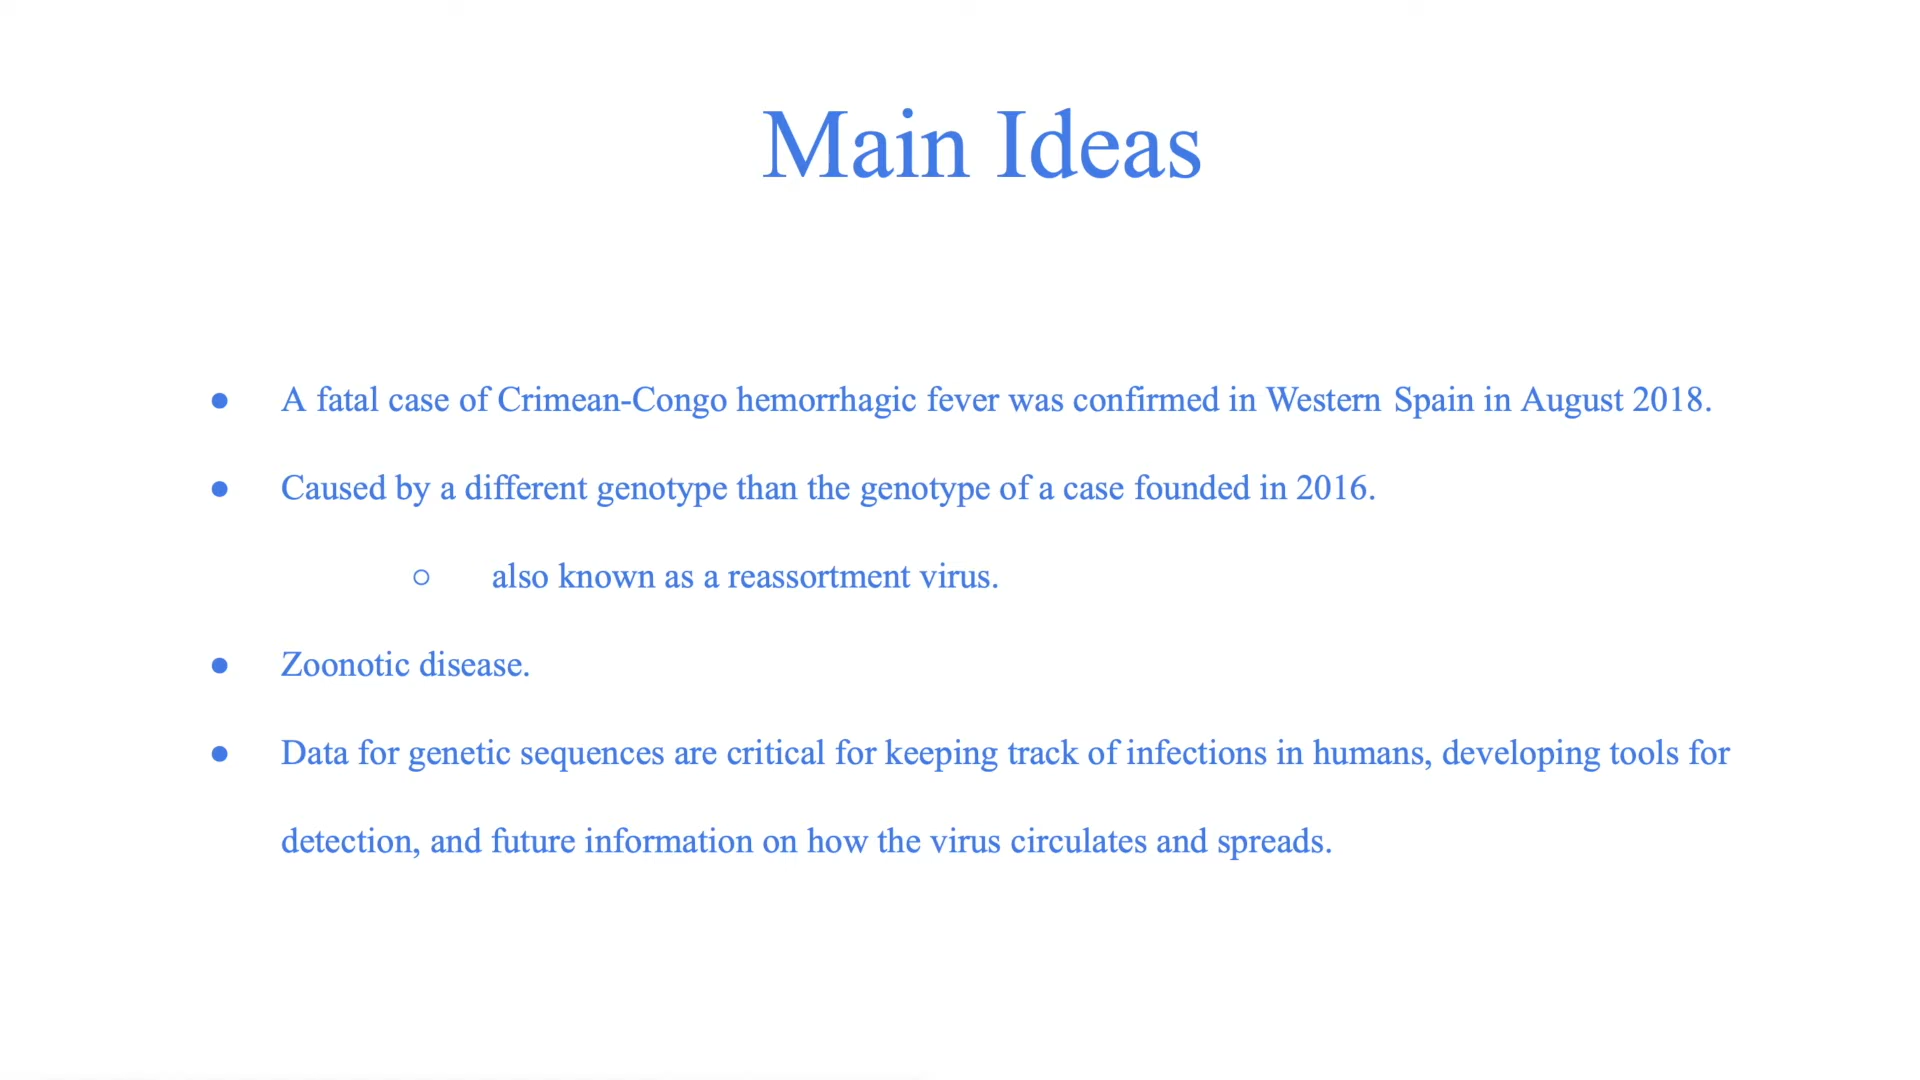 Main Ideas
● A fatal case of Crimean-Congo hemorrhagic fever was confirmed in Western Spain in August 2018.
● Caused by a different genotype than the genotype of a case founded in 2016.
○ also known as a reassortment virus.
● Zoonotic disease.
● Data for genetic sequences are critical for keeping track of infections in humans, developing tools for
detection, and future information on how the virus circulates and spreads.